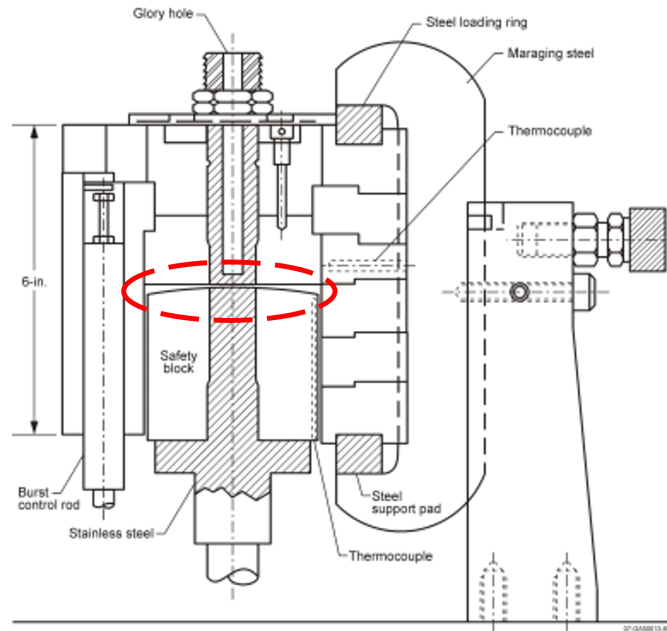 Glory hole
Steel loading ring
Maraging steel
Thermocouple
6-in.
Safety
block
Burst
control rod
Stainless steel
Steel
support pad
Thermocouple